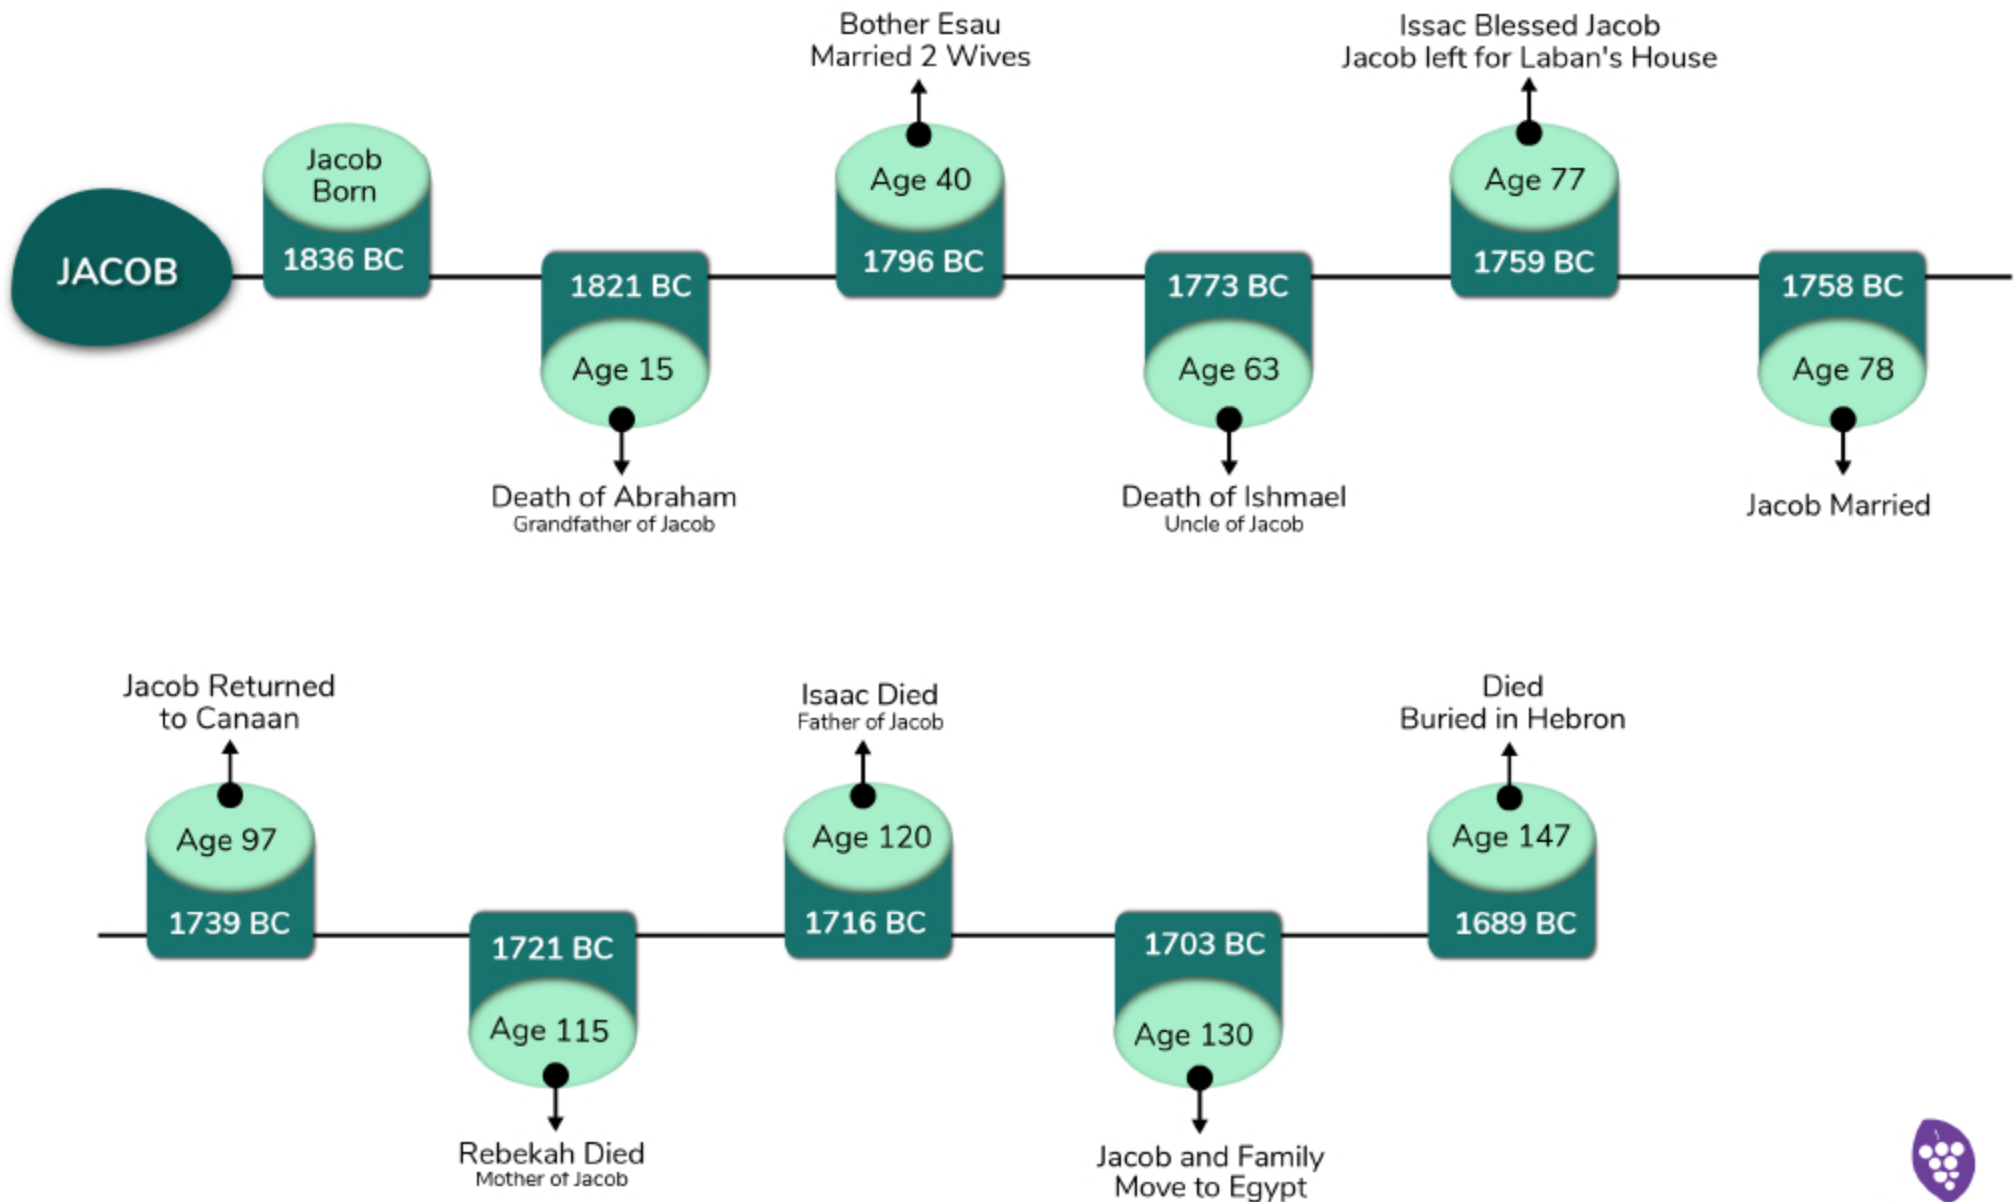 JACOB
Jacob
Born
1836 BC
1821 BC
Age 15
Death of Abraham
Grandfather of Jacob
Bother Esau
Married 2 Wives
Age 40
1796 BC
1773 BC
Age 63
Death of Ishmael
Uncle of Jacob
Issac Blessed Jacob
Jacob left for Laban's House
Age 77
1759 BC
1758 BC
Age 78
Jacob Married
Jacob Returned
to Canaan
Age 97
1739 BC
1721 BC
Age 115
Rebekah Died
Mother of Jacob
Isaac Died
Father of Jacob
Age 120
1716 BC
1703 BC
Age 130
Jacob and Family
Move to Egypt
Died
Buried in Hebron
Age 147
1689 BC